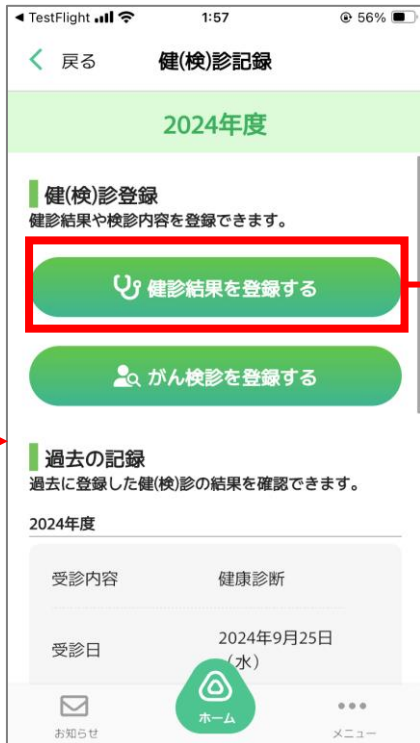 TestFlight 1:57 56%
戻る 健(検)診記録
2024年度
健(検)診登録
健診結果や検診内容を登録できます。
健診結果を登録する
がん検診を登録する
過去の記録
過去に登録した健(検)診の結果を確認できます。
2024年度
受診内容 健康診断
受診日 2024年9月25日
(水)
お知らせ ホーム メニュー